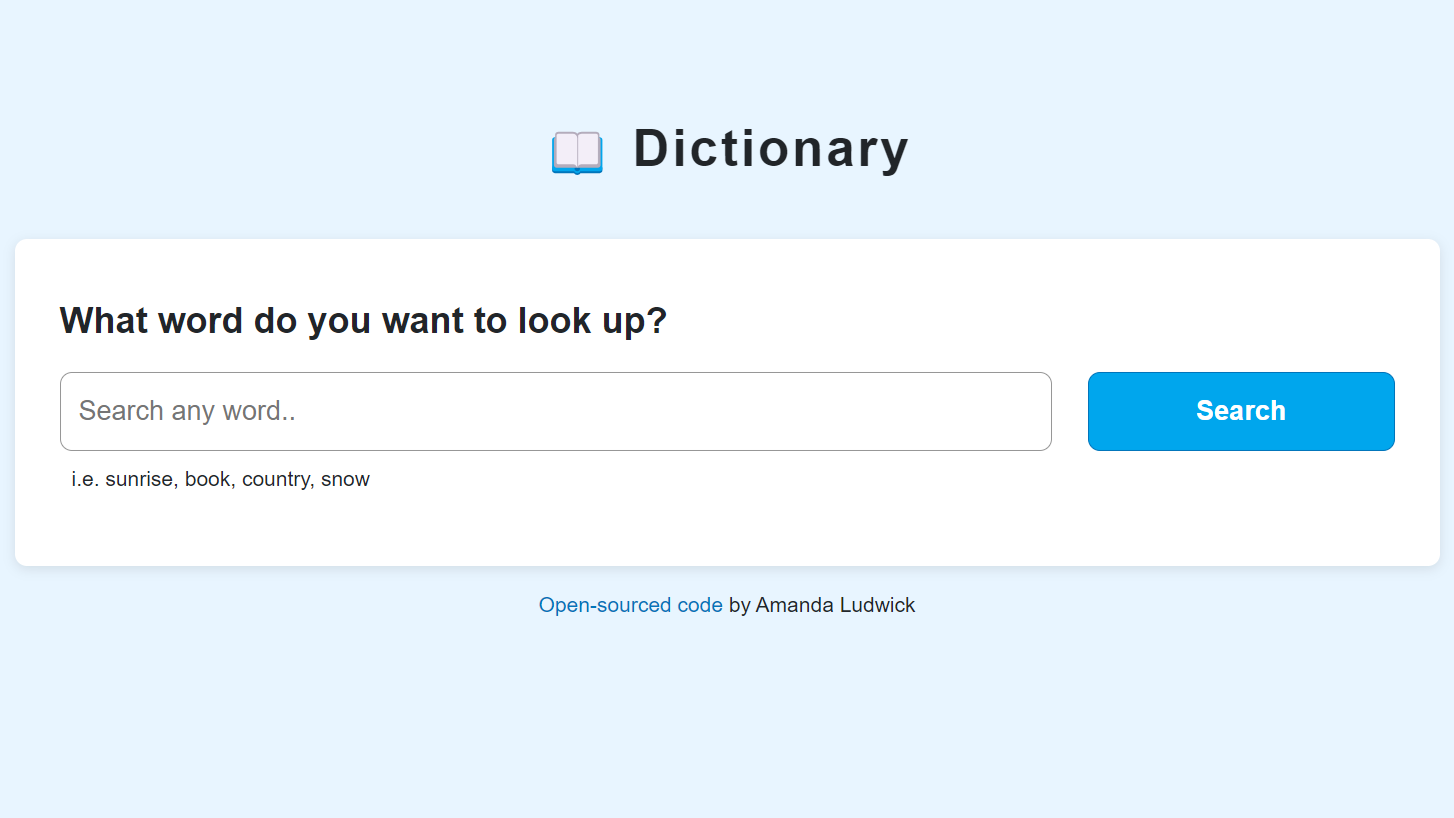 Dictionary
What word do you want to look up?
Search any word..
Search
i.e. sunrise, book, country, snow
Open-sourced code by Amanda Ludwick